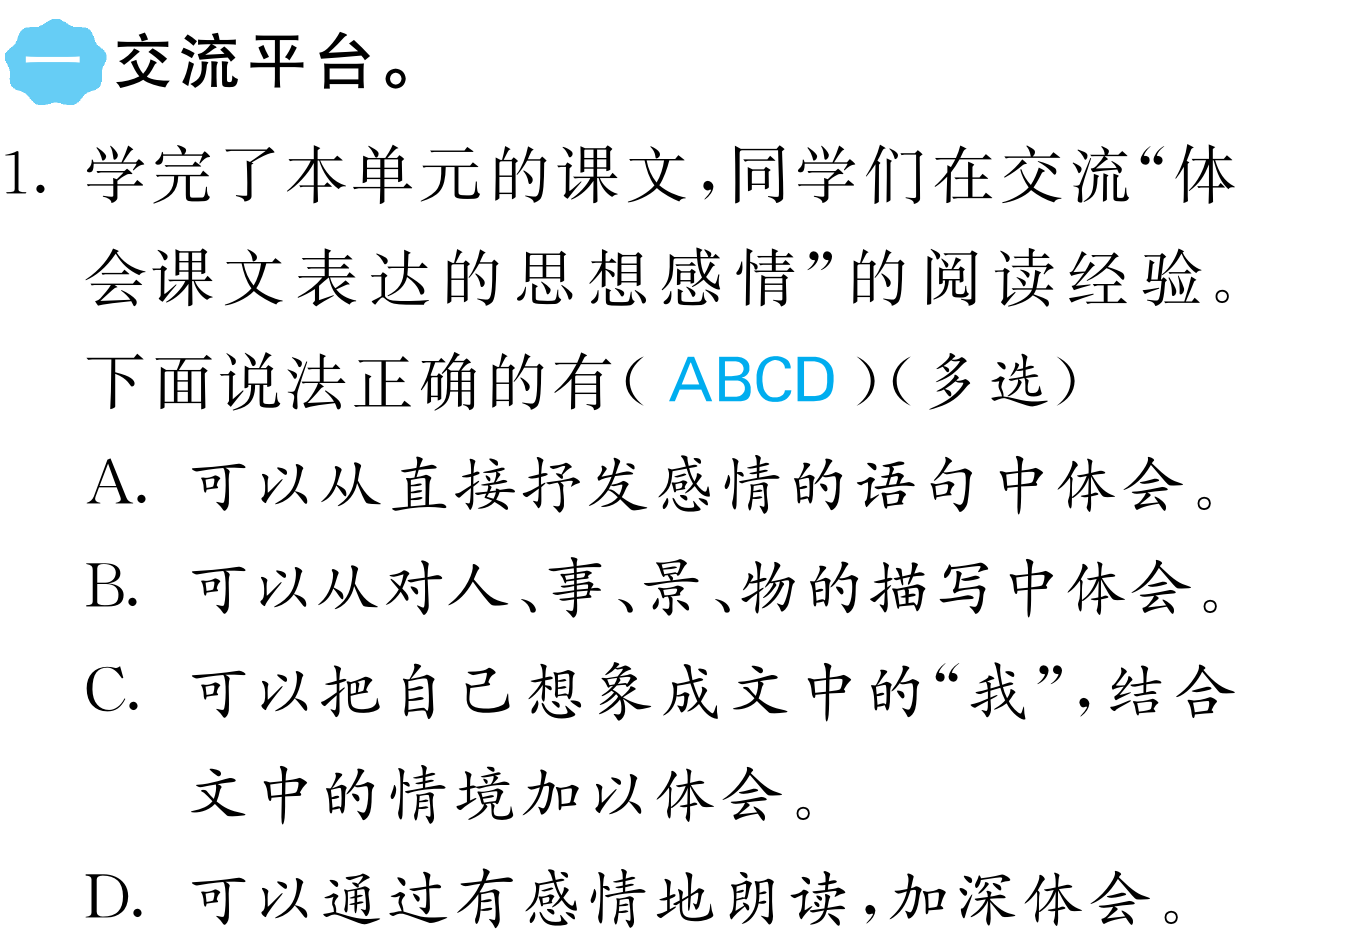 一 交流平台。
1. 学完了本单元的课文,同学们在交流“体
会课文表达的思想感情”的阅读经验。
下面说法正确的有( ABCD )(多选)
A. 可以从直接抒发感情的语句中体会。
B. 可以从对人、事、景、物的描写中体会。
C. 可以把自己想象成文中的“我”,结合
文中的情境加以体会。
D. 可以通过有感情地朗读,加深体会。